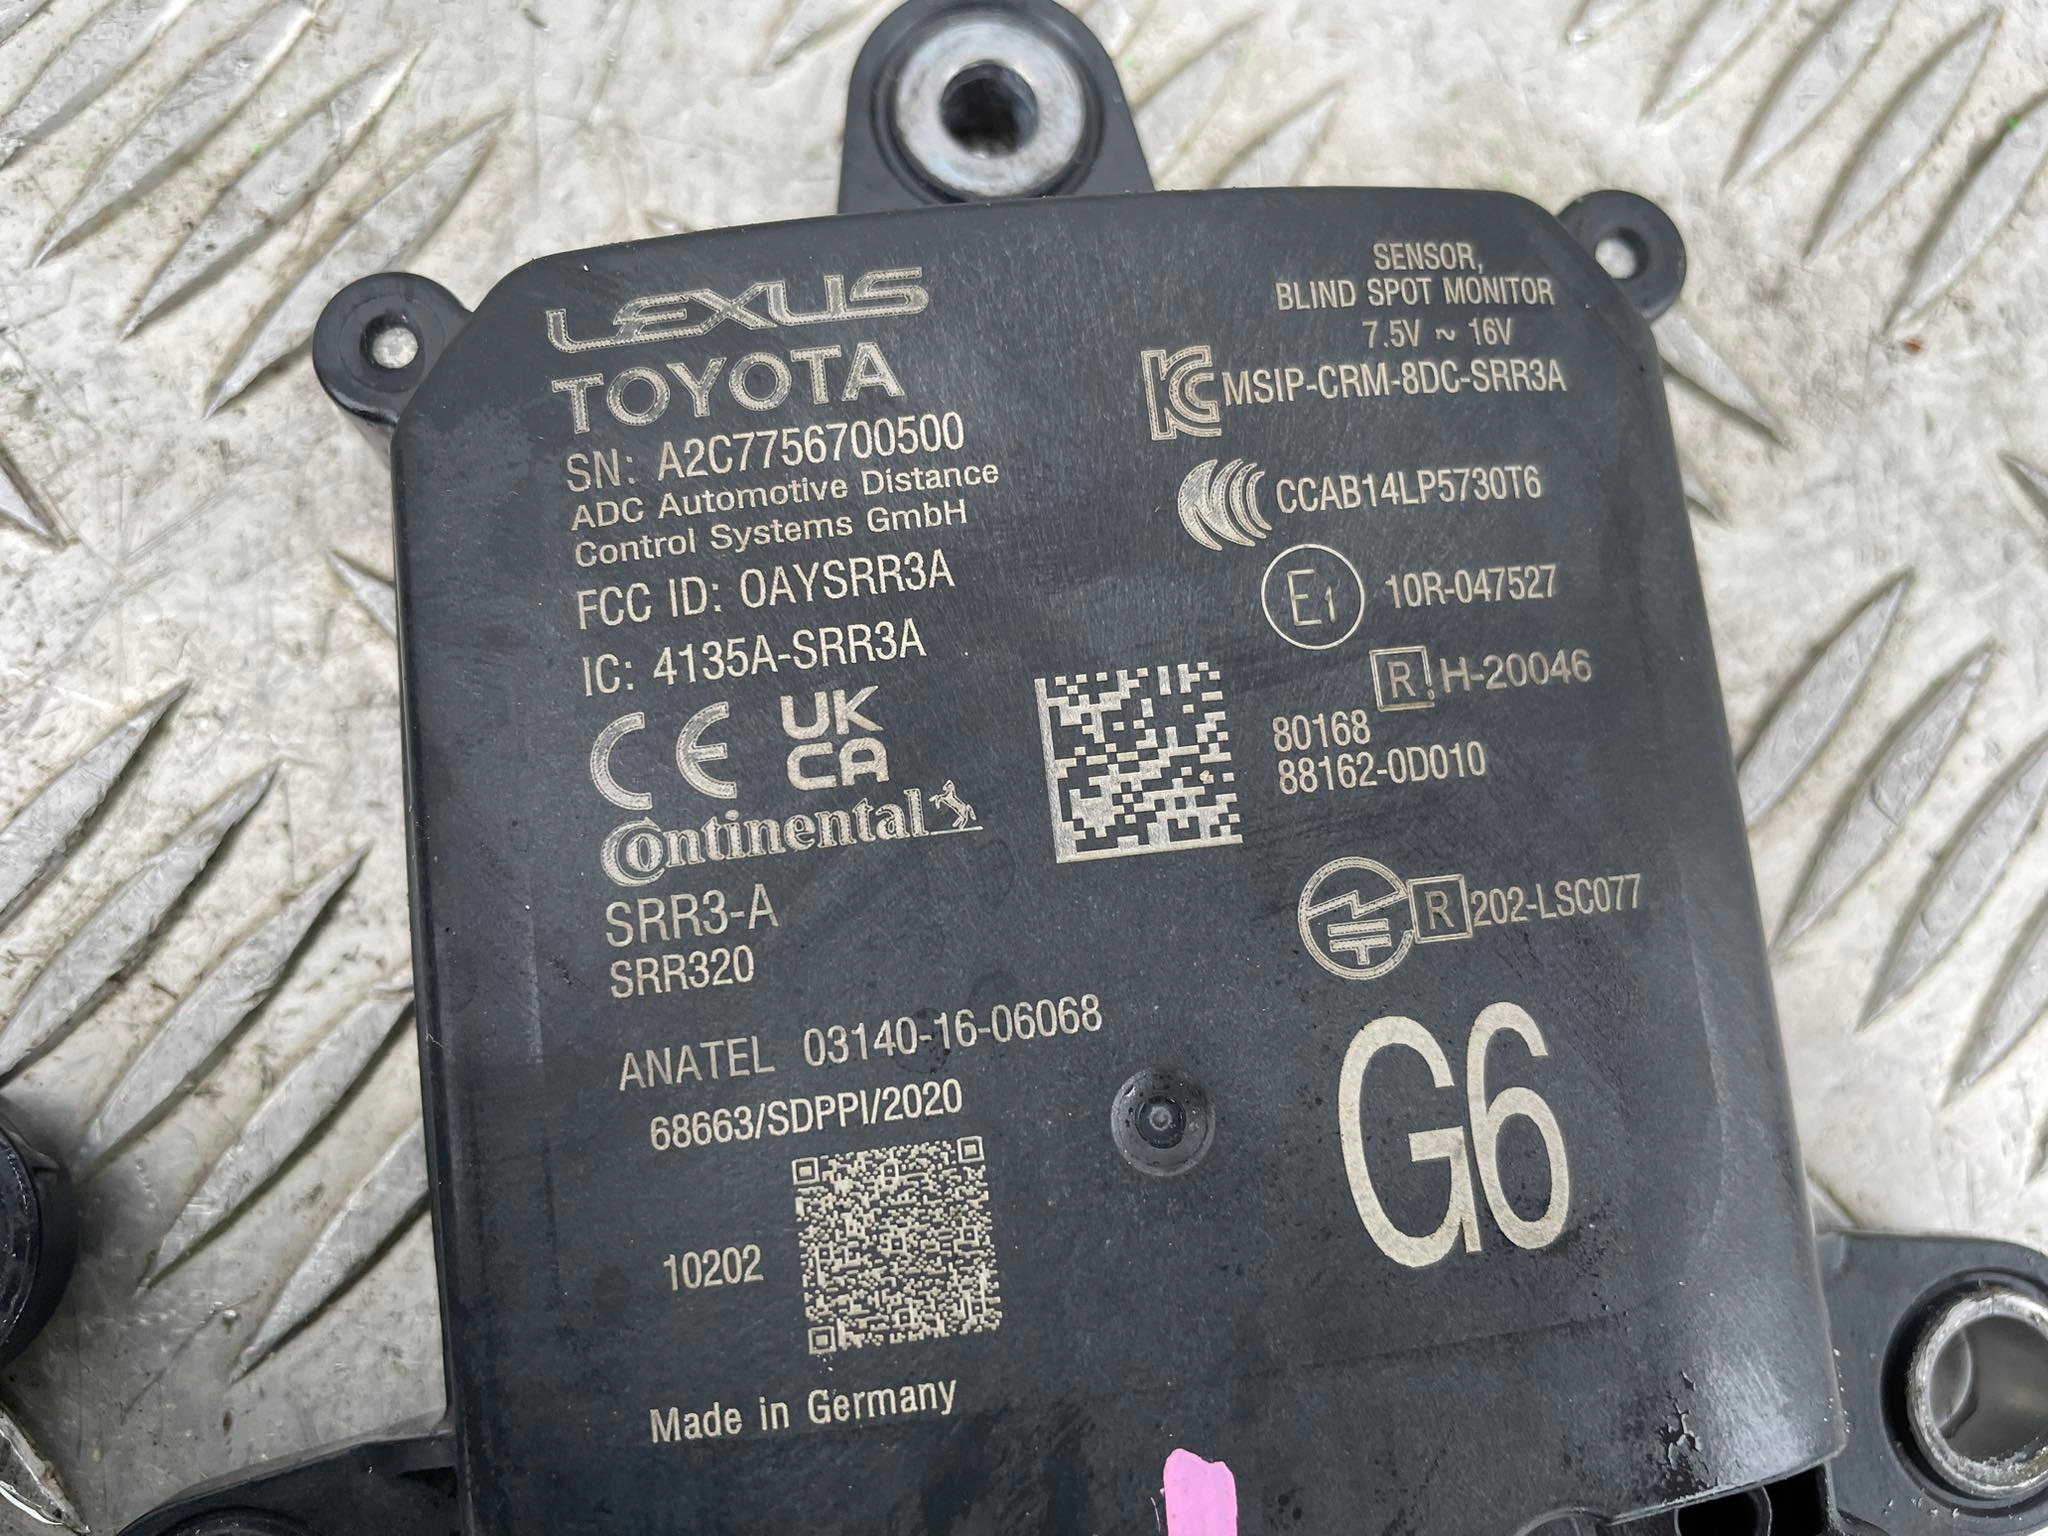 LEXUS
TOYOTA
SN: A2C7756700500
ADC Automotive Distance
Control Systems GmbH
FCC ID: OAYSRR3A
IC: 4135A-SRR3A
CE UK
CA
Continental
SRR3-A
SRR320
ANATEL 03140-16-06068
68663/SDPPI/2020
10202
Made in Germany
SENSOR,
BLIND SPOT MONITOR
7.5V ~ 16V
KC MSIP-CRM-8DC-SRR3A
CCAB14LP5730T6
E1 10R-047527
R! H-20046
80168
88162-0D010
R 202-LSC077
G6